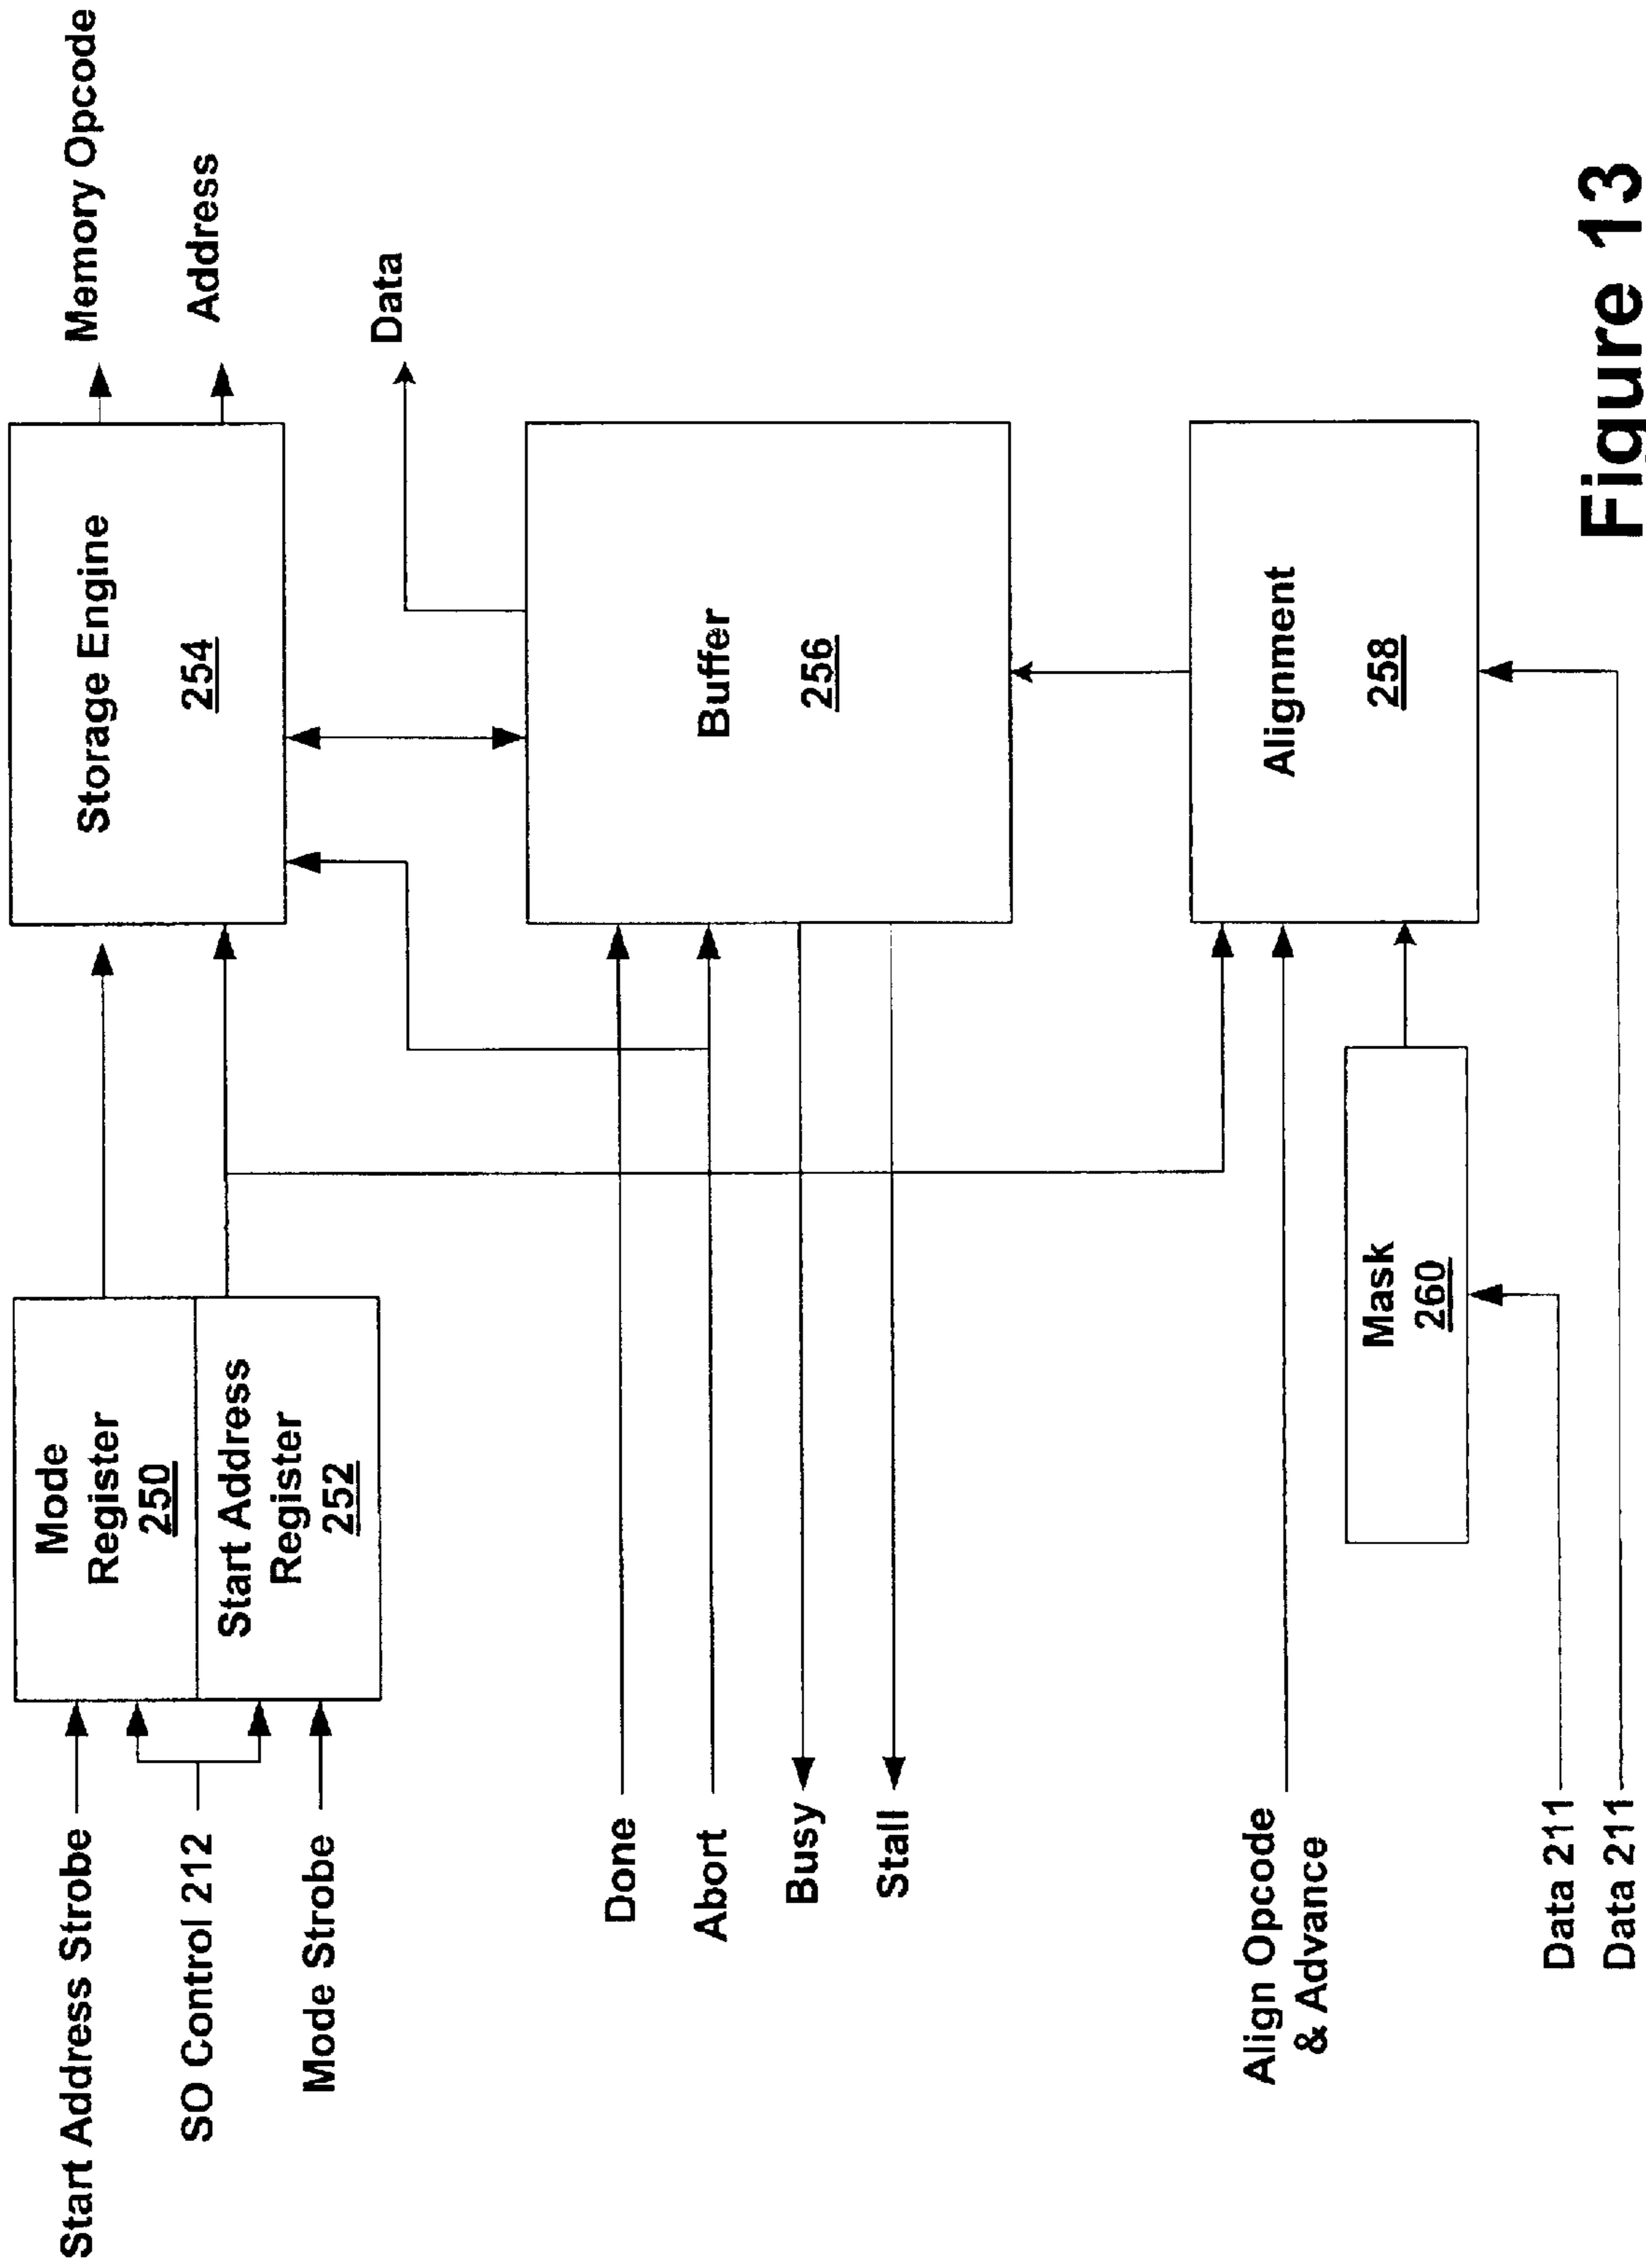 Start Address Strobe
SO Control 212
Mode Strobe
Mode
Register
250
Start Address
Register
252
Storage Engine
254
Memory Opcode
Address
Data
Done
Abort
Busy
Stall
Buffer
256
Align Opcode
& Advance
Alignment
258
Mask
260
Data 211
Data 211
Figure 13